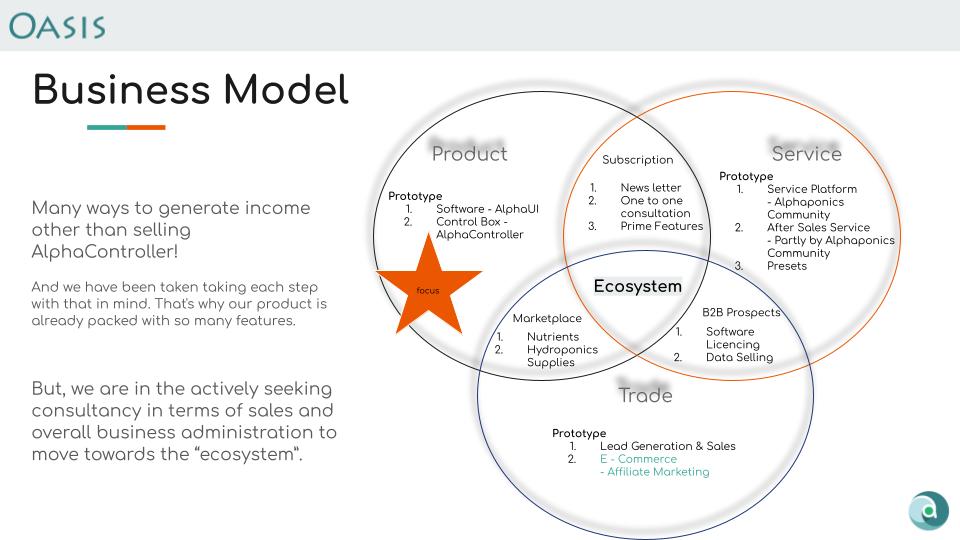 OASIS
Business Model
Many ways to generate income
other than selling
AlphaController!
And we have been taken taking each step
with that in mind. That's why our product is
already packed with so many features.
But, we are in the actively seeking
consultancy in terms of sales and
overall business administration to
move towards the “ecosystem”.
Product
Prototype
1. Software - AlphaUI
2. Control Box -
AlphaController
focus
Subscription
1. News letter
2. One to one
consultation
3. Prime Features
Service
Prototype
1. Service Platform
- Alphaponics
Community
2. After Sales Service
- Partly by Alphaponics
Community
3. Presets
Ecosystem
Marketplace
1. Nutrients
2. Hydroponics
Supplies
B2B Prospects
1. Software
Licencing
2. Data Selling
Trade
Prototype
1. Lead Generation & Sales
2. E - Commerce
- Affiliate Marketing
a